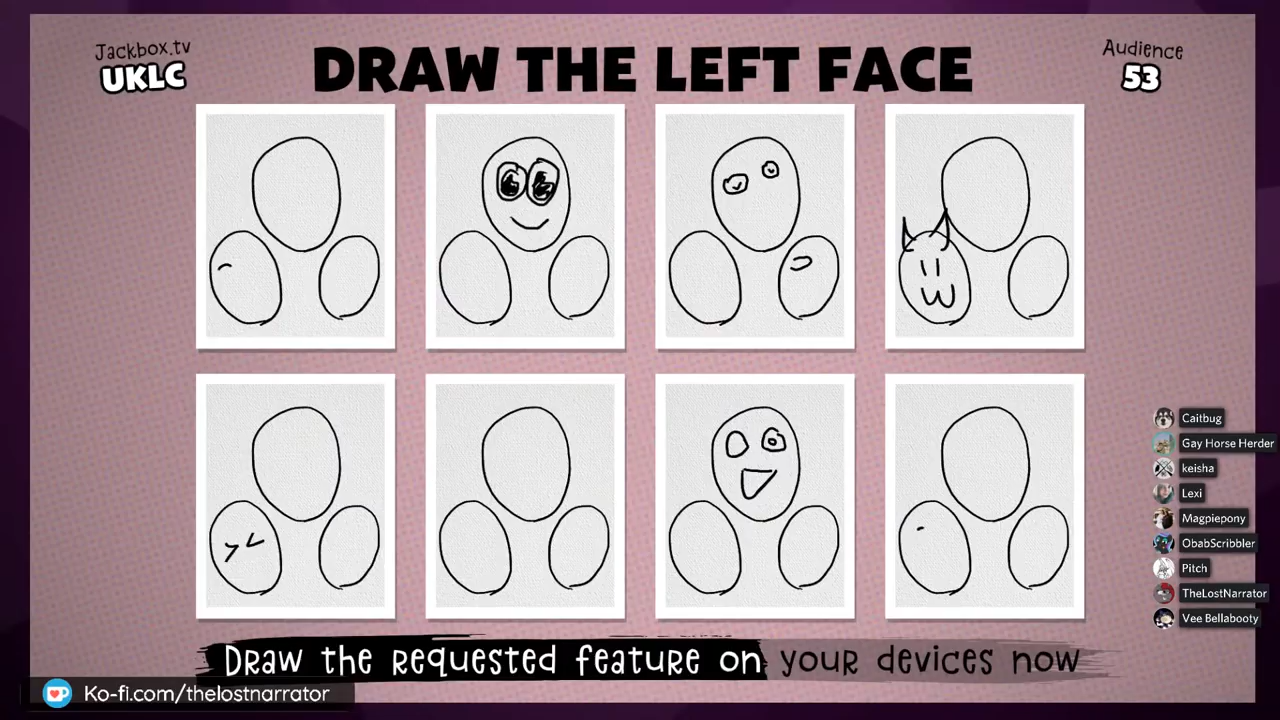 Jackbox.tv
UKLC
DRAW THE LEFT FACE
Audience
53
Caitbug
Gay Horse Herder
keisha
Lexi
Magpiepony
ObabScribbler
Pitch
TheLostNarrator
Vee Bellabooty
Draw the requested feature on your devices now
Ko-fi.com/thelostnarrator